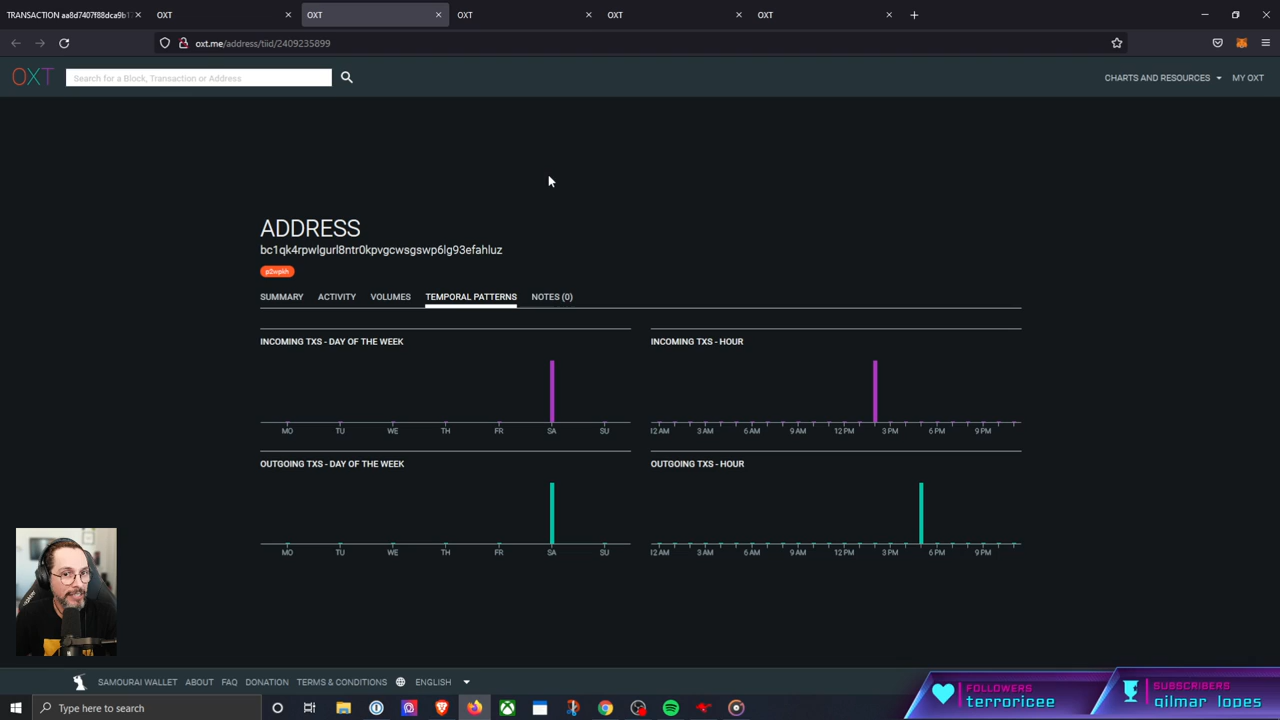 TRANSACTION aa8d7407f88dca9b1
OXT
OXT
OXT
OXT
OXT
oxt.me/address/tiid/2409235899
OXT
Search for a Block, Transaction or Address
CHARTS AND RESOURCES
MY OXT
ADDRESS
bc1qk4rpwlgurl8ntr0kpvgcwsgswp6lg93efahluz
p2wpkh
SUMMARY
ACTIVITY
VOLUMES
TEMPORAL PATTERNS
NOTES (0)
INCOMING TXS - DAY OF THE WEEK
INCOMING TXS - HOUR
MO TU WE TH FR SA SU
12 AM 3 AM 6 AM 9 AM 12 PM 3 PM 6 PM 9 PM
OUTGOING TXS - DAY OF THE WEEK
OUTGOING TXS - HOUR
MO TU WE TH FR SA SU
12 AM 3 AM 6 AM 9 AM 12 PM 3 PM 6 PM 9 PM
SAMOURAI WALLET
ABOUT
FAQ
DONATION
TERMS & CONDITIONS
ENGLISH
Type here to search
FOLLOWERS
terroricee
SUBSCRIBERS
gilmar_lopes